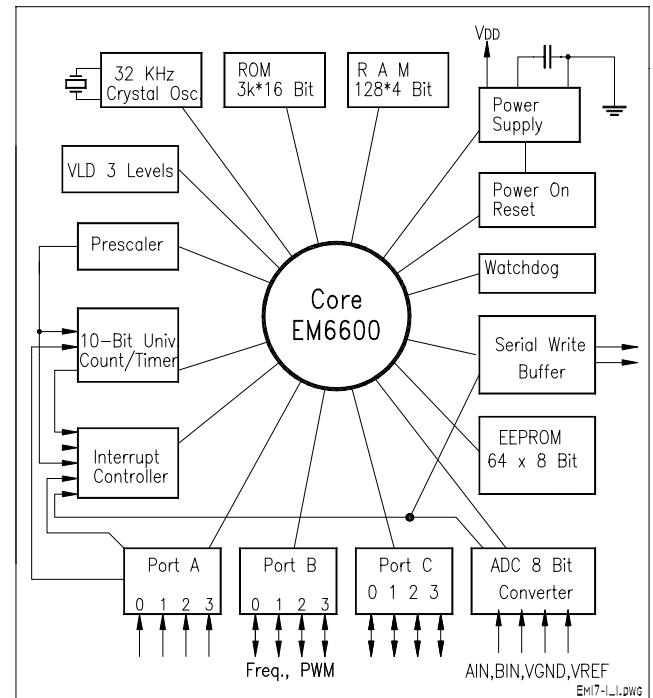 VDD
32 KHz
Crystal Osc.
ROM
3k*16 Bit
R A M
128*4 Bit
Power
Supply
VLD 3 Levels
Power On
Reset
Prescaler
Watchdog
Core
EM6600
10-Bit Univ.
Count/Timer
Serial Write
Buffer
Interrupt
Controller
EEPROM
64 x 8 Bit
Port A
0 1 2 3
Port B
0 1 2 3
Port C
0 1 2 3
ADC 8 Bit
Converter
Freq., PWM
AIN,BIN,VGND,VREF